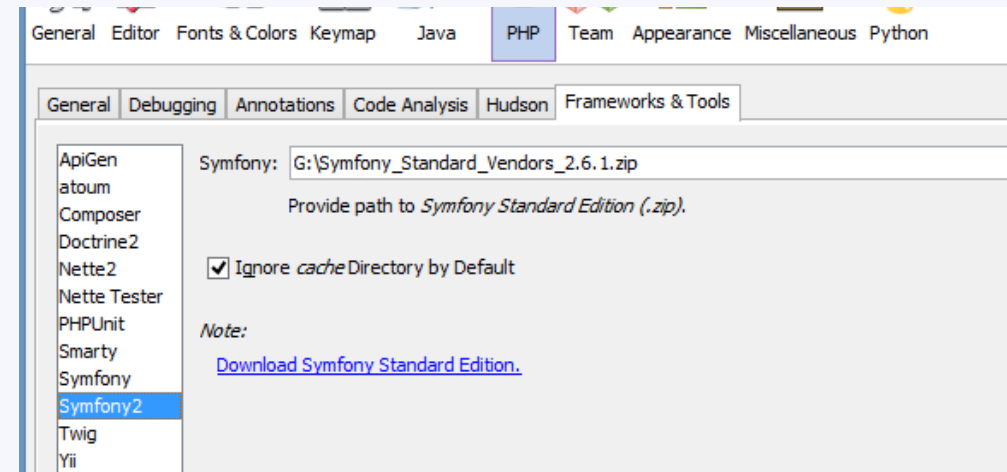 General Editor Fonts & Colors Keymap Java PHP Team Appearance Miscellaneous Python
General Debugging Annotations Code Analysis Hudson Frameworks & Tools
ApiGen
atoum
Composer
Doctrine2
Nette2
Nette Tester
PHPUnit
Smarty
Symfony
Symfony2
Twig
Yii
Symfony: G:\Symfony_Standard_Vendors_2.6.1.zip
Provide path to Symfony Standard Edition (.zip).
Ignore cache Directory by Default
Note:
Download Symfony Standard Edition.